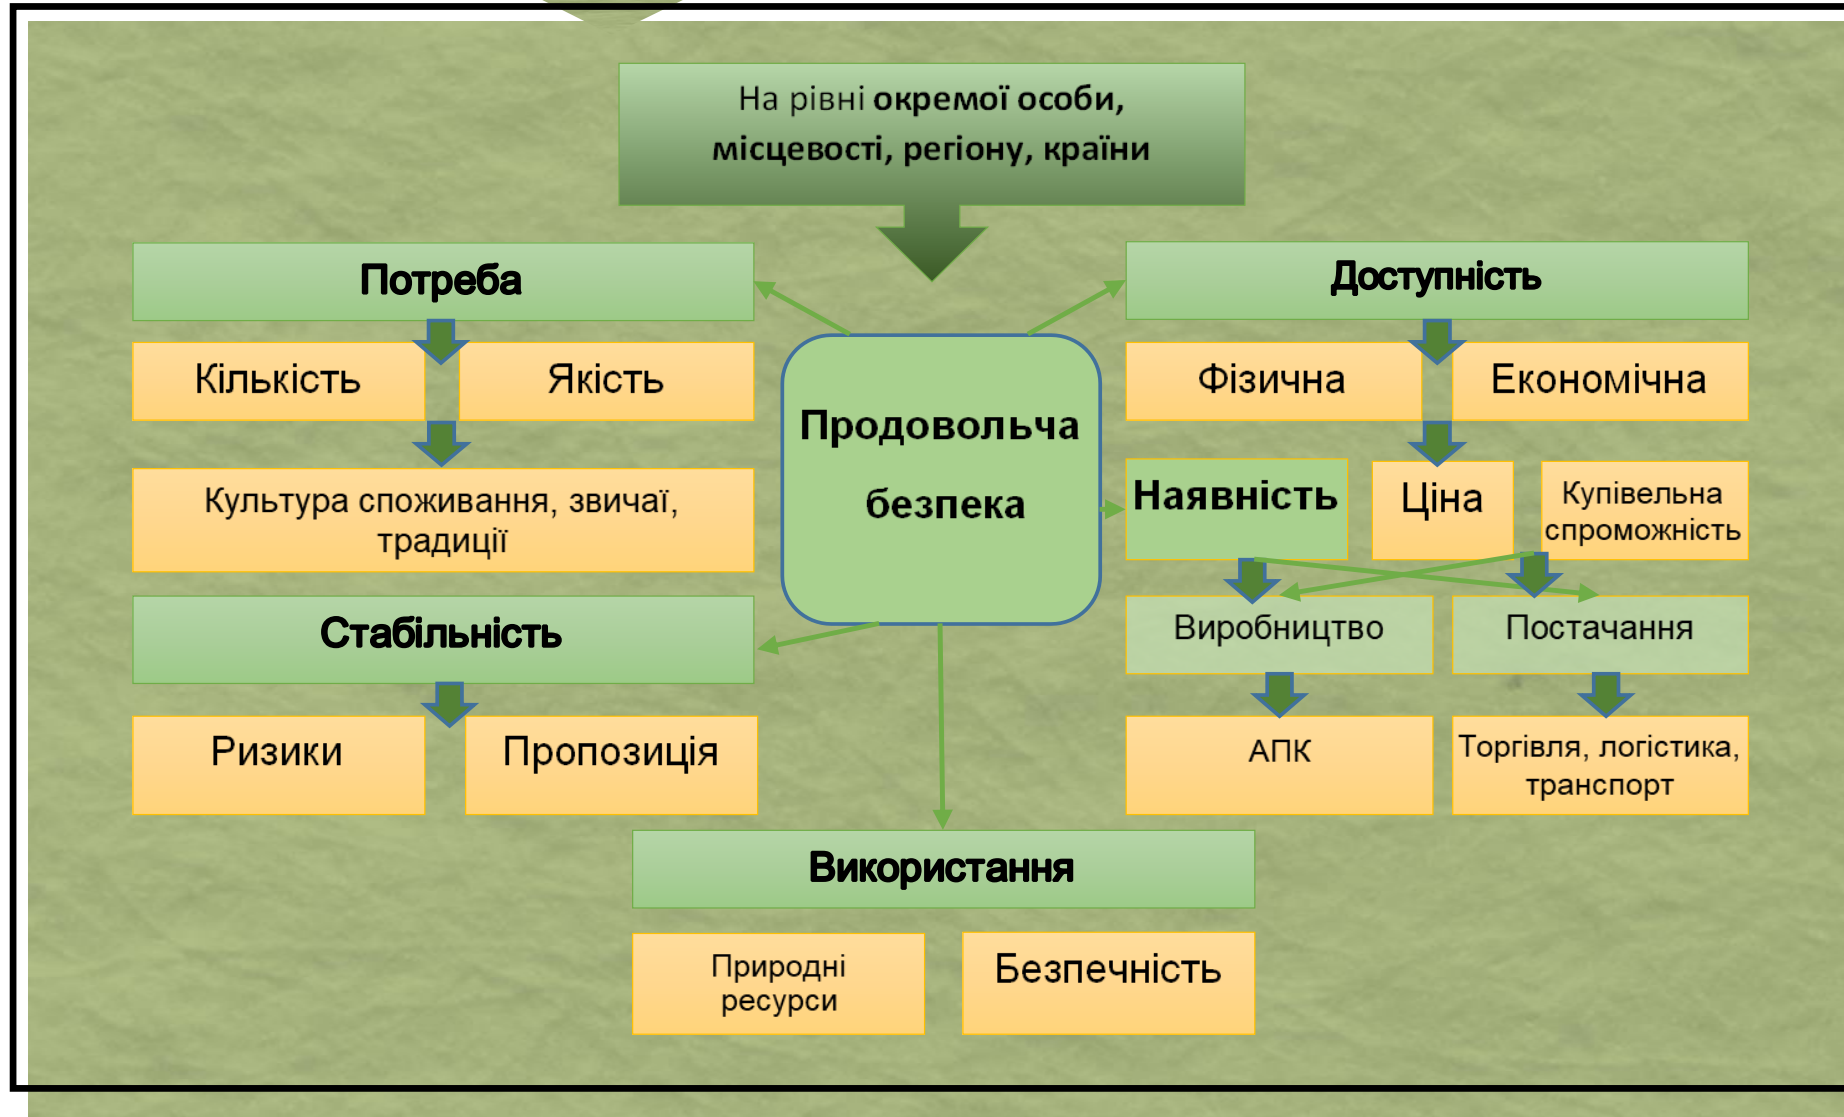 На рівні окремої особи,
місцевості, регіону, країни
Потреба
Кількість
Якість
Культура споживання, звичаї,
традиції
Стабільність
Ризики
Пропозиція
Продовольча
безпека
Доступність
Фізична
Економічна
Наявність
Ціна
Купівельна
спроможність
Виробництво
Постачання
АПК
Торгівля, логістика,
транспорт
Використання
Природні
ресурси
Безпечність